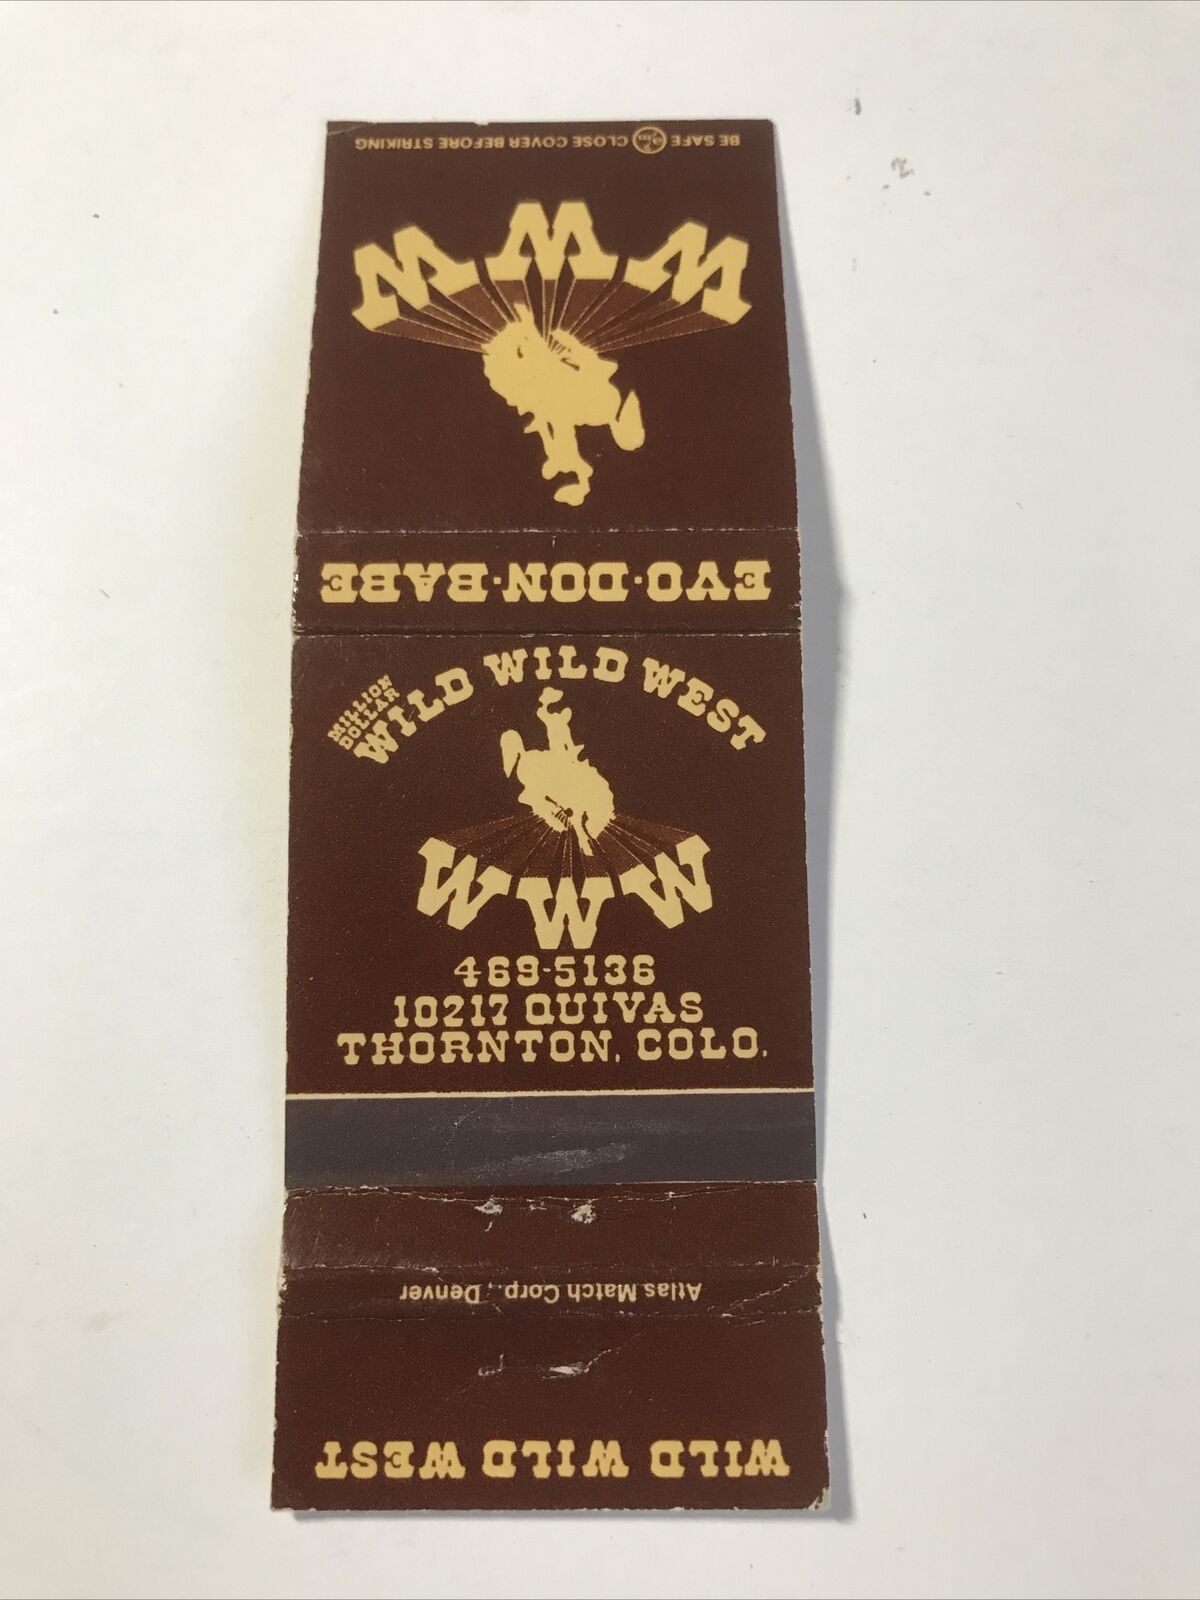 BE SAFE CLOSE COVER BEFORE STRIKING
WWW
EVO·DON·BABE
MILLION
DOLLAR
WILD WILD WEST
WWW
469-5136
10217 QUIVAS
THORNTON, COLO.
Atlas Match Corp., Denver
WILD WILD WEST